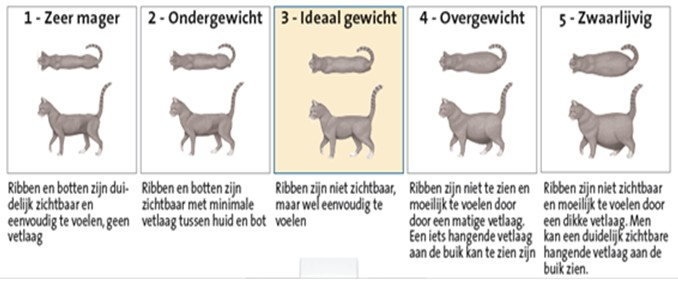 1 - Zeer mager
2 - Ondergewicht
3 - Ideaal gewicht
4 - Overgewicht
5 - Zwaarlijvig
Ribben en botten zijn dui-
delijk zichtbaar en
eenvoudig te voelen, geen
vetlaag
Ribben en botten zijn
zichtbaar met minimale
vetlaag tussen huid en bot
Ribben zijn niet zichtbaar,
maar wel eenvoudig te
voelen
Ribben zijn niet te zien en
moeilijk te voelen door
door een matige vetlaag.
Een iets hangende vetlaag
aan de buik kan te zien zijn
Ribben zijn niet zichtbaar
en moeilijk te voelen door
een dikke vetlaag. Men
kan een duidelijk zichtbare
hangende vetlaag aan de
buik zien.